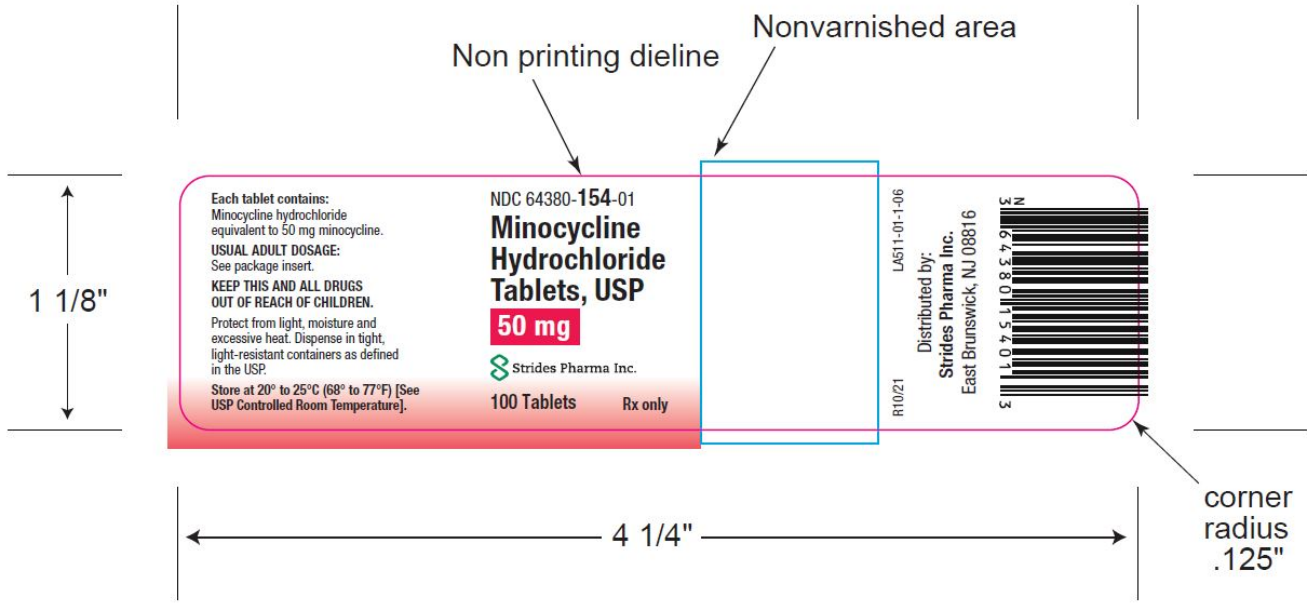 Nonvarnished area
Non printing dieline
1 1/8"
Each tablet contains:
Minocycline hydrochloride
equivalent to 50 mg minocycline.
USUAL ADULT DOSAGE:
See package insert.
KEEP THIS AND ALL DRUGS
OUT OF REACH OF CHILDREN.
Protect from light, moisture and
excessive heat. Dispense in tight,
light-resistant containers as defined
in the USP.
Store at 20° to 25°C (68° to 77°F) [See
USP Controlled Room Temperature].
NDC 64380-154-01
Minocycline
Hydrochloride
Tablets, USP
50 mg
Strides Pharma Inc.
100 Tablets Rx only
R10/21 LA511-01-1-06
Distributed by:
Strides Pharma Inc.
East Brunswick, NJ 08816
N
3 64380 15401 3
4 1/4"
corner
radius
.125"